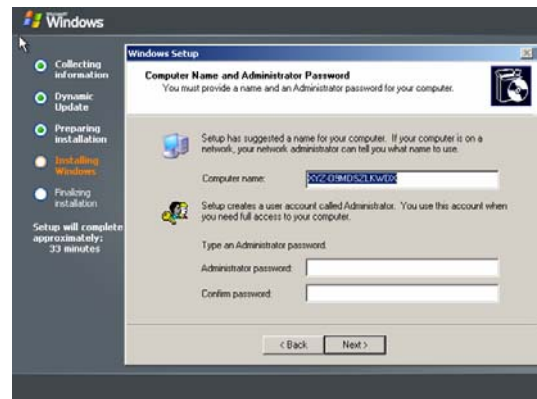 Microsoft
Windows
Collecting
information
Dynamic
Update
Preparing
installation
Installing
Windows
Finalizing
installation
Setup will complete
approximately:
33 minutes
Windows Setup
Computer Name and Administrator Password
You must provide a name and an Administrator password for your computer.
Setup has suggested a name for your computer. If your computer is on a
network, your network administrator can tell you what name to use.
Computer name:
Setup creates a user account called Administrator. You use this account when
you need full access to your computer.
Type an Administrator password.
Administrator password:
Confirm password:
< Back
Next >